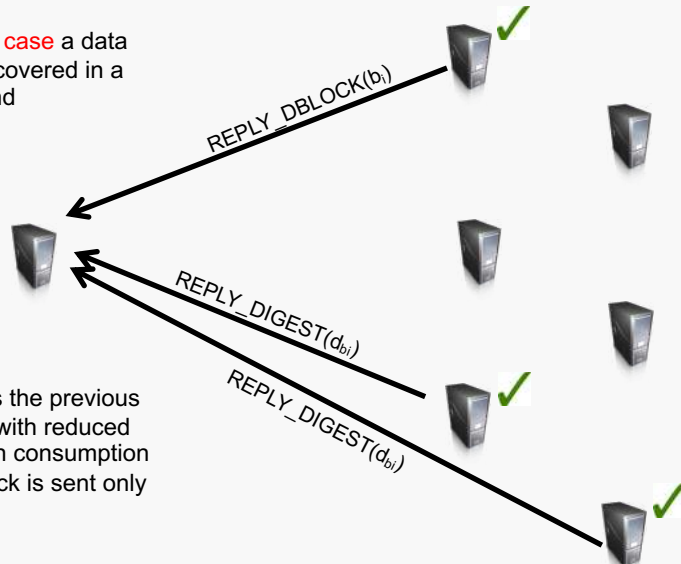 case a data
covered in a
nd
REPLY_DBLOCK(bi)
REPLY_DIGEST(dbi)
REPLY_DIGEST(dbi)
s the previous
with reduced
n consumption
ck is sent only